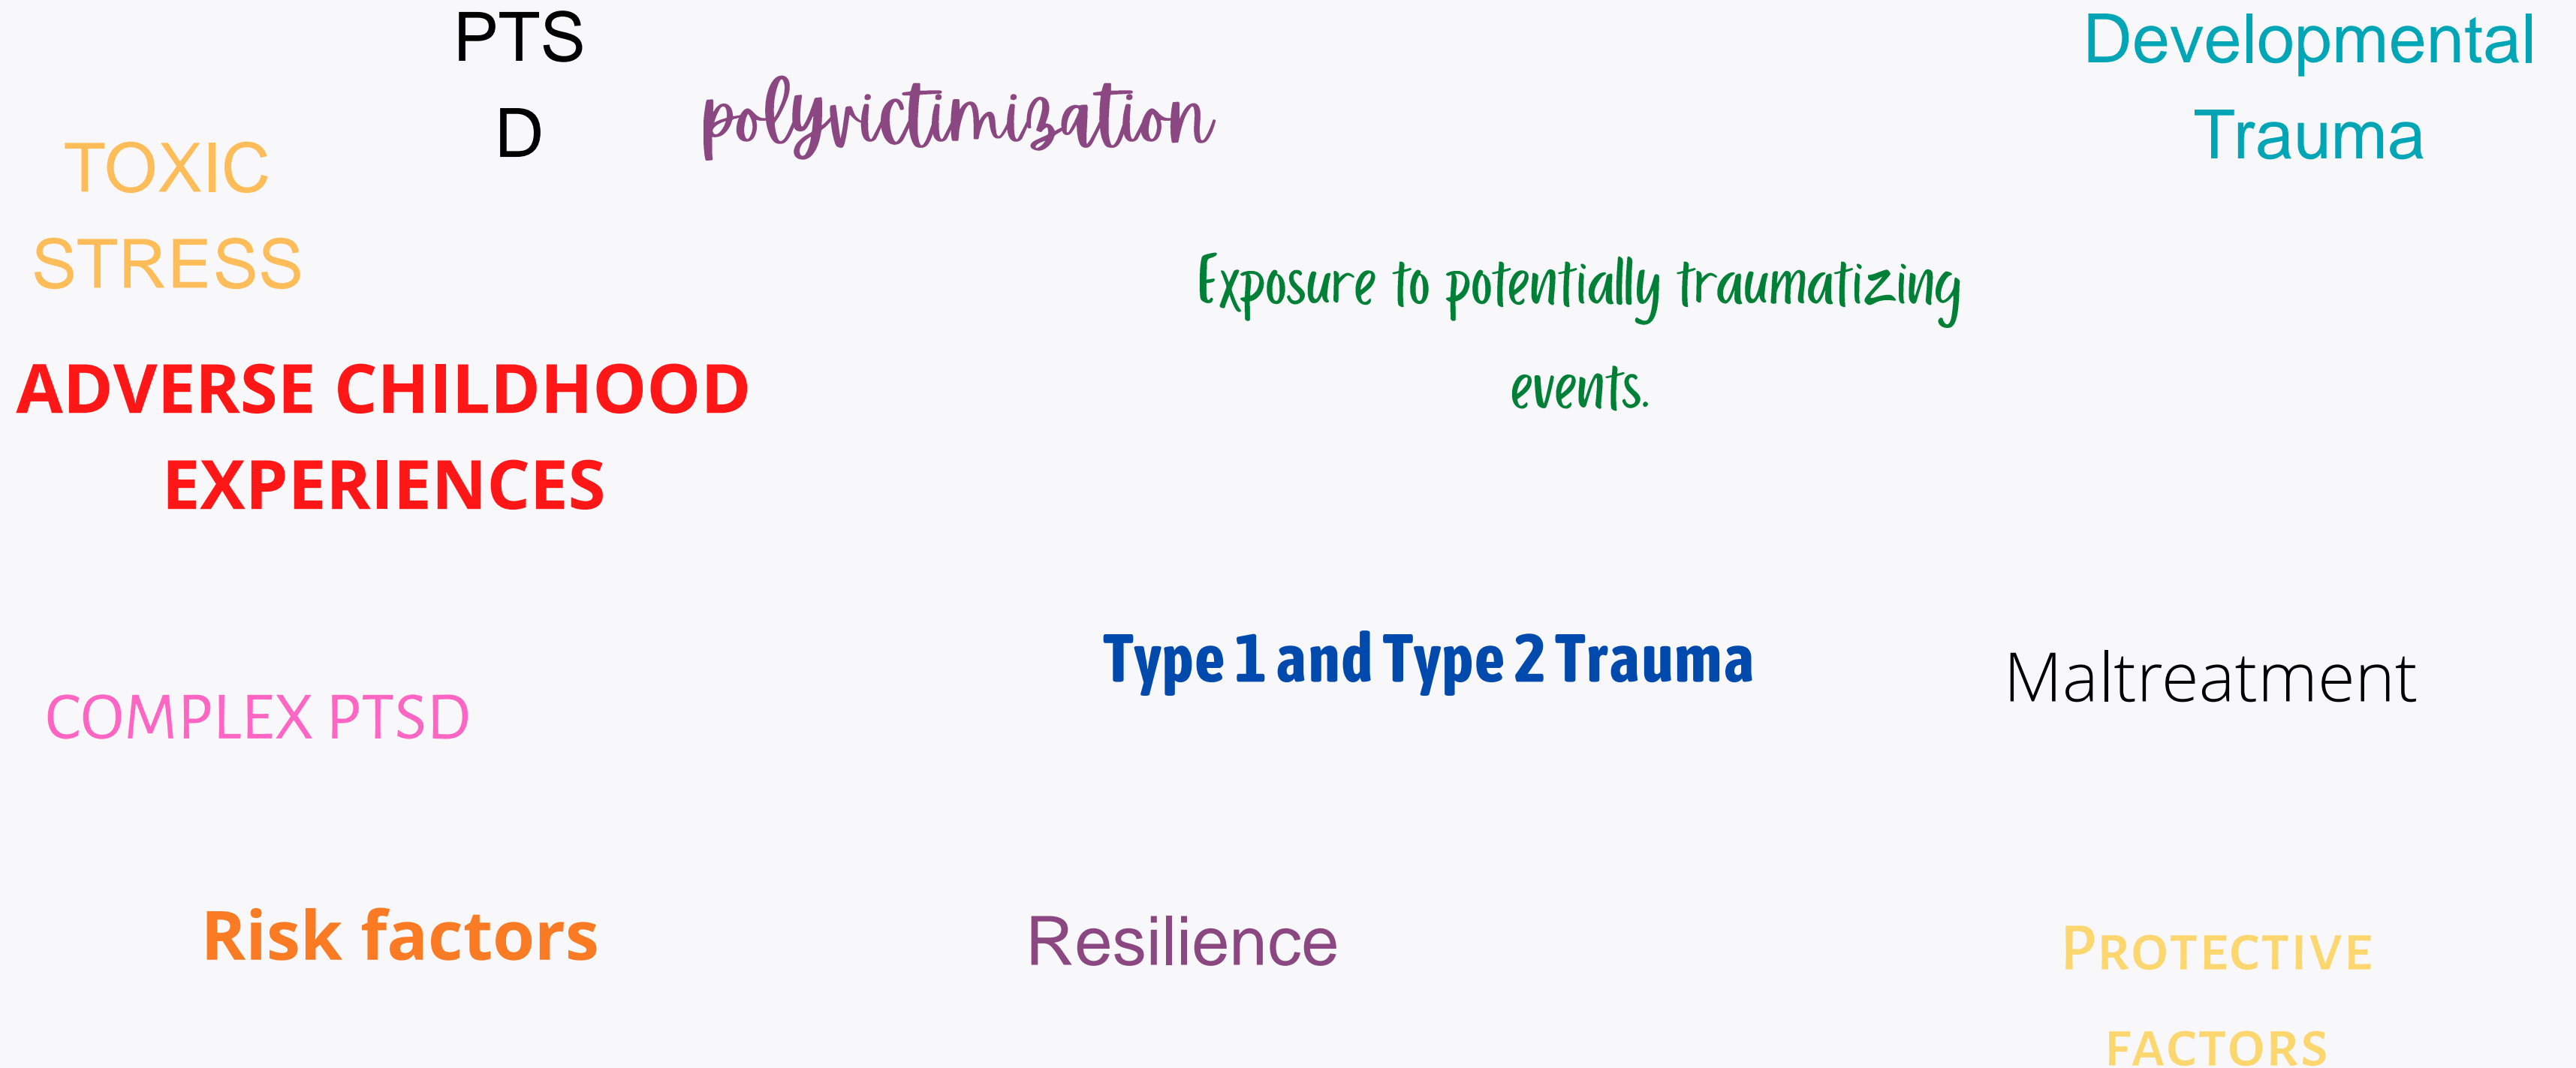 PTS
D
polyvictimization
Developmental
Trauma
TOXIC
STRESS
Exposure to potentially traumatizing
events.
ADVERSE CHILDHOOD
EXPERIENCES
Type 1 and Type 2 Trauma
Maltreatment
COMPLEX PTSD
Risk factors
Resilience
PROTECTIVE
FACTORS